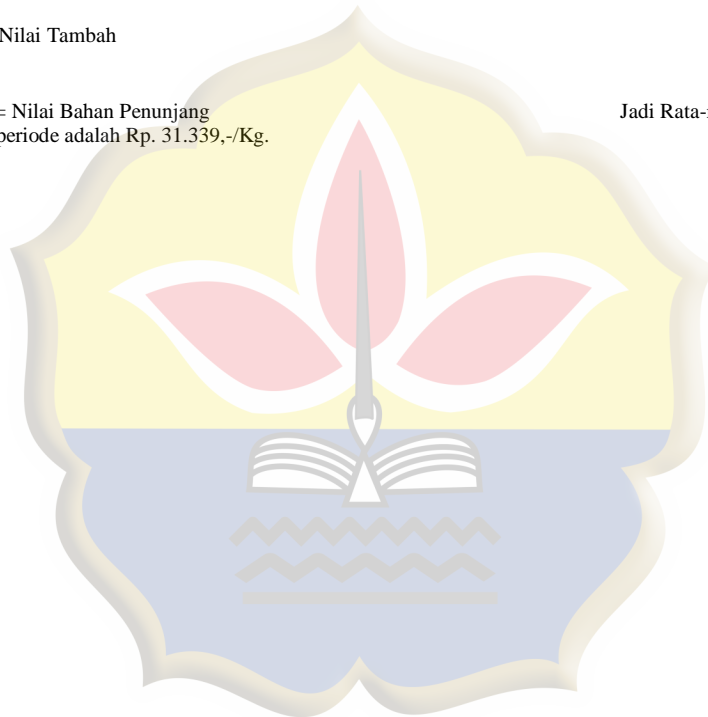 Nilai Tambah
= Nilai Bahan Penunjang Jadi Rata-
periode adalah Rp. 31.339,-/Kg.